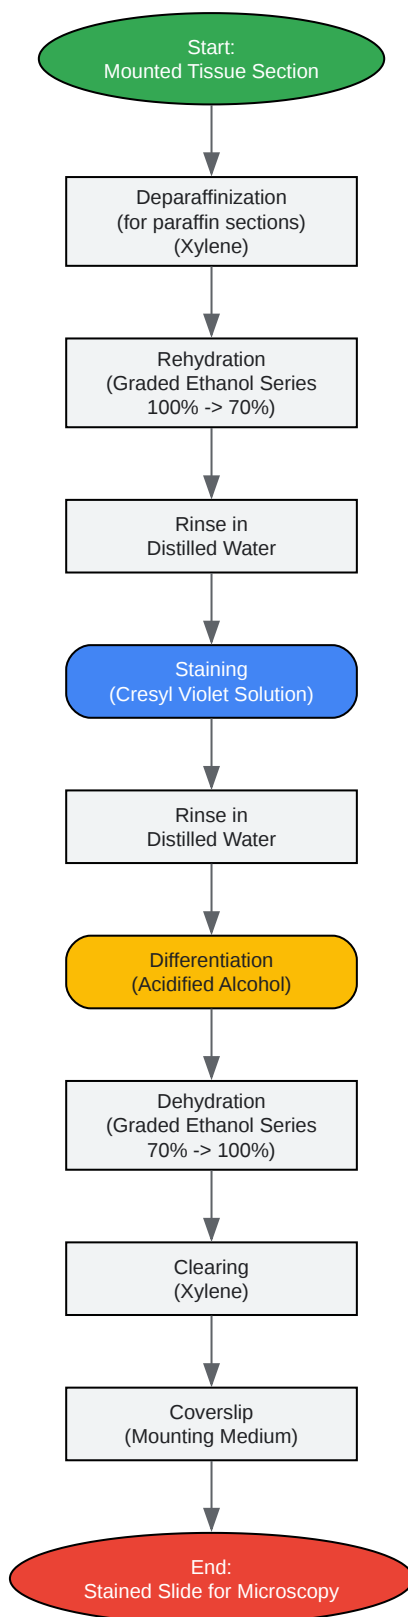 Start:
Mounted Tissue Section
Deparaffinization
(for paraffin sections)
(Xylene)
Rehydration
(Graded Ethanol Series
100% -> 70%)
Rinse in
Distilled Water
Staining
(Cresyl Violet Solution)
Rinse in
Distilled Water
Differentiation
(Acidified Alcohol)
Dehydration
(Graded Ethanol Series
70% -> 100%)
Clearing
(Xylene)
Coverslip
(Mounting Medium)
End:
Stained Slide for Microscopy